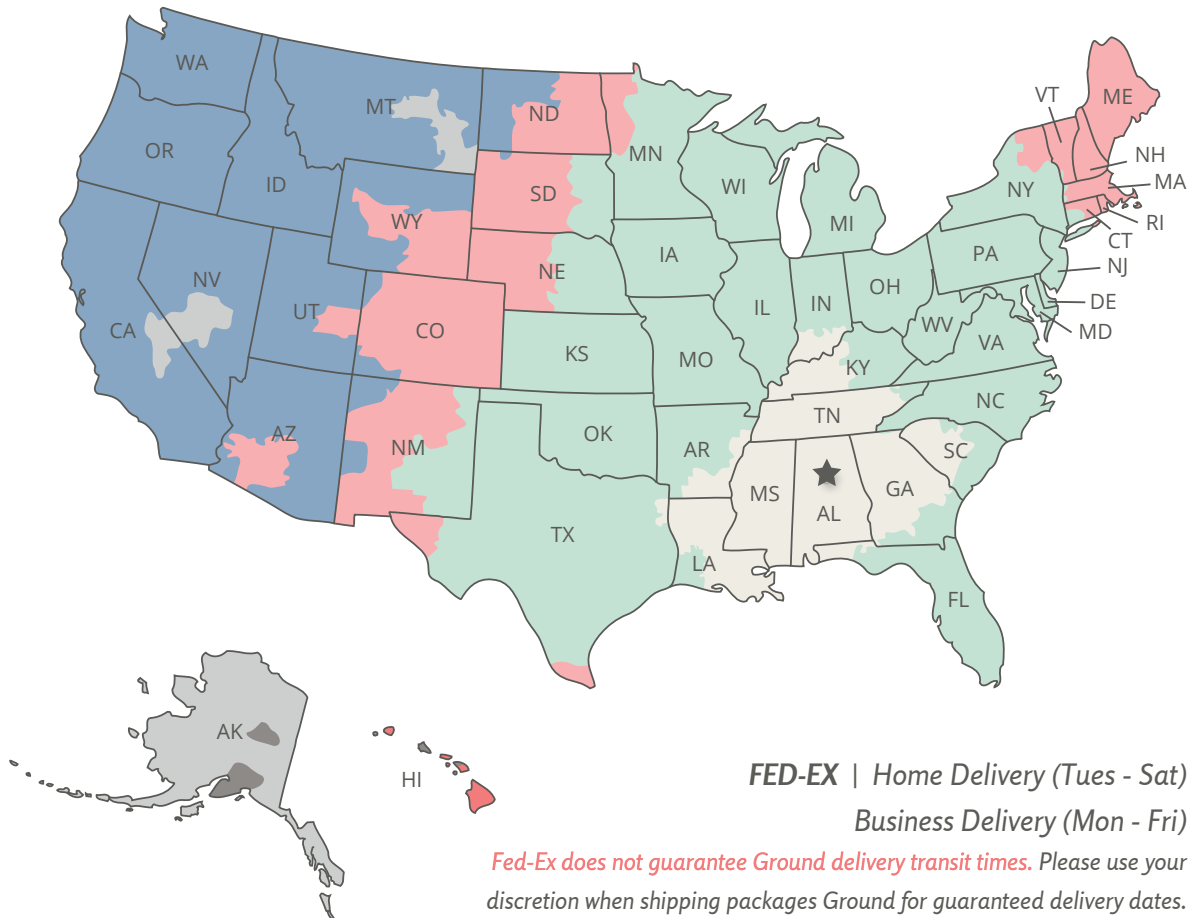 WA
OR
ID
MT
ND
SD
WY
NE
NV
CA
UT
CO
AZ
NM
KS
OK
TX
MN
IA
MO
AR
LA
WI
IL
MI
IN
OH
KY
TN
MS
AL
GA
FL
SC
NC
VA
WV
PA
NY
VT
ME
NH
MA
RI
CT
NJ
DE
MD
AK
HI
FED-EX | Home Delivery (Tues - Sat)
Business Delivery (Mon - Fri)
Fed-Ex does not guarantee Ground delivery transit times. Please use your
discretion when shipping packages Ground for guaranteed delivery dates.